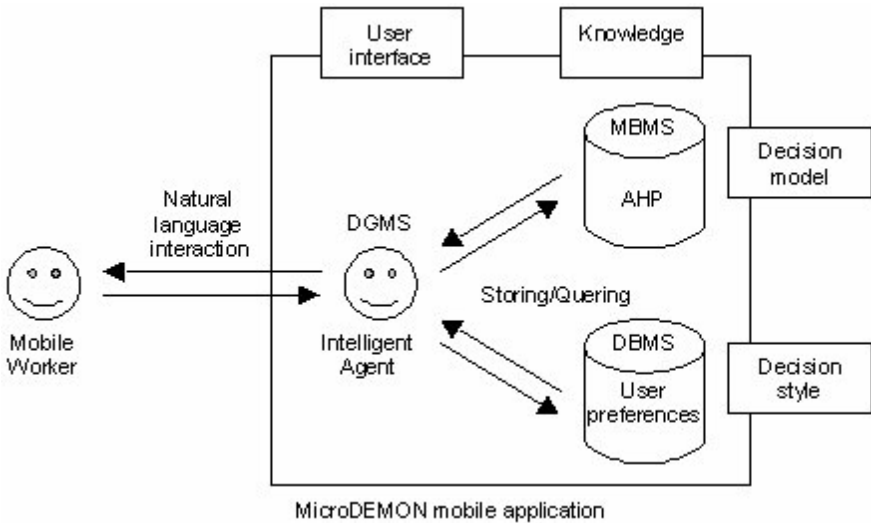 User
interface
Knowledge
MBMS
AHP
Decision
model
Natural
language
interaction
DGMS
Storing/Quering
Mobile
Worker
Intelligent
Agent
DBMS
User
preferences
Decision
style
MicroDEMON mobile application